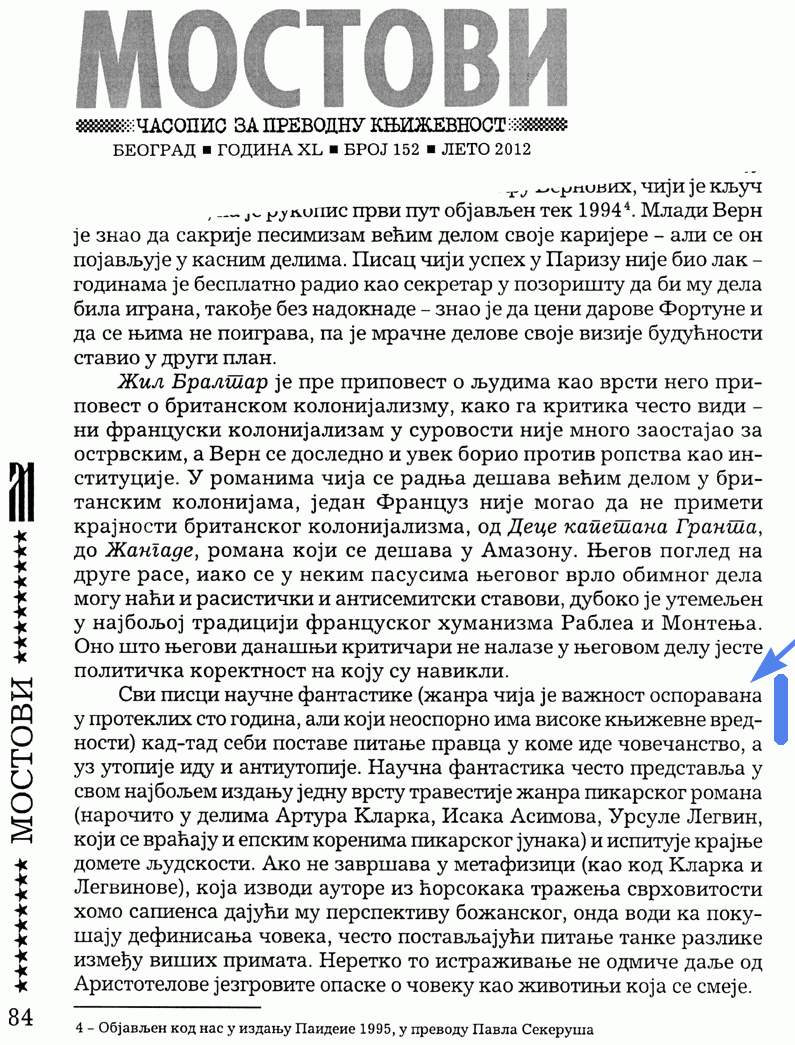 МОСТОВИ
ЧАСОПИС ЗА ПРЕВОДНУ КЊИЖЕВНОСТ
БЕОГРАД ■ ГОДИНА XL ■ БРОЈ 152 ■ ЛЕТО 2012
Вернових, чији је кључ
је рукопис први пут објављен тек 1994⁴. Млади Верн
је знао да сакрије песимизам већим делом своје каријере – али се он
појављује у касним делима. Писац чији успех у Паризу није био лак –
годинама је бесплатно радио као секретар у позоришту да би му дела
била играна, такође без надокнаде – знао је да цени дарове Фортуне и
да се њима не поиграва, па је мрачне делове своје визије будућности
ставио у други план.
Жил Бралтар је пре приповест о људима као врсти него при-
повест о британском колонијализму, како га критика често види –
ни француски колонијализам у суровости није много заостајао за
острвским, а Верн се доследно и увек борио против ропства као ин-
ституције. У романима чија се радња дешава већим делом у бри-
танским колонијама, један Француз није могао да не примети
крајности британског колонијализма, од Деце капетана Гранта,
до Жангаде, романа који се дешава у Амазону. Његов поглед на
друге расе, иако се у неким пасусима његовог врло обимног дела
могу наћи и расистички и антисемитски ставови, дубоко је утемељен
у најбољој традицији француског хуманизма Раблеа и Монтења.
Оно што његови данашњи критичари не налазе у његовом делу јесте
политичка коректност на коју су навикли.
Сви писци научне фантастике (жанра чија је важност оспоравана
у протеклих сто година, али који неоспорно има високе књижевне вред-
ности) кад-тад себи поставе питање правца у коме иде човечанство, а
уз утопије иду и антиутопије. Научна фантастика често представља у
свом најбољем издању једну врсту травестије жанра пикарског романа
(нарочито у делима Артура Кларка, Исака Асимова, Урсуле Легвин,
који се враћају и епским коренима пикарског јунака) и испитује крајње
домете људскости. Ако не завршава у метафизици (као код Кларка и
Легвинове), која изводи ауторе из ћорсокака тражења сврховитости
хомо сапиенса дајући му перспективу божанског, онда води ка поку-
шају дефинисања човека, често постављајући питање танке разлике
између виших примата. Неретко то истраживање не одмиче даље од
Аристотелове језгровите опаске о човеку као животињи која се смеје.
4 – Објављен код нас у издању Паидеие 1995, у преводу Павла Секеруша
МОСТОВИ
84